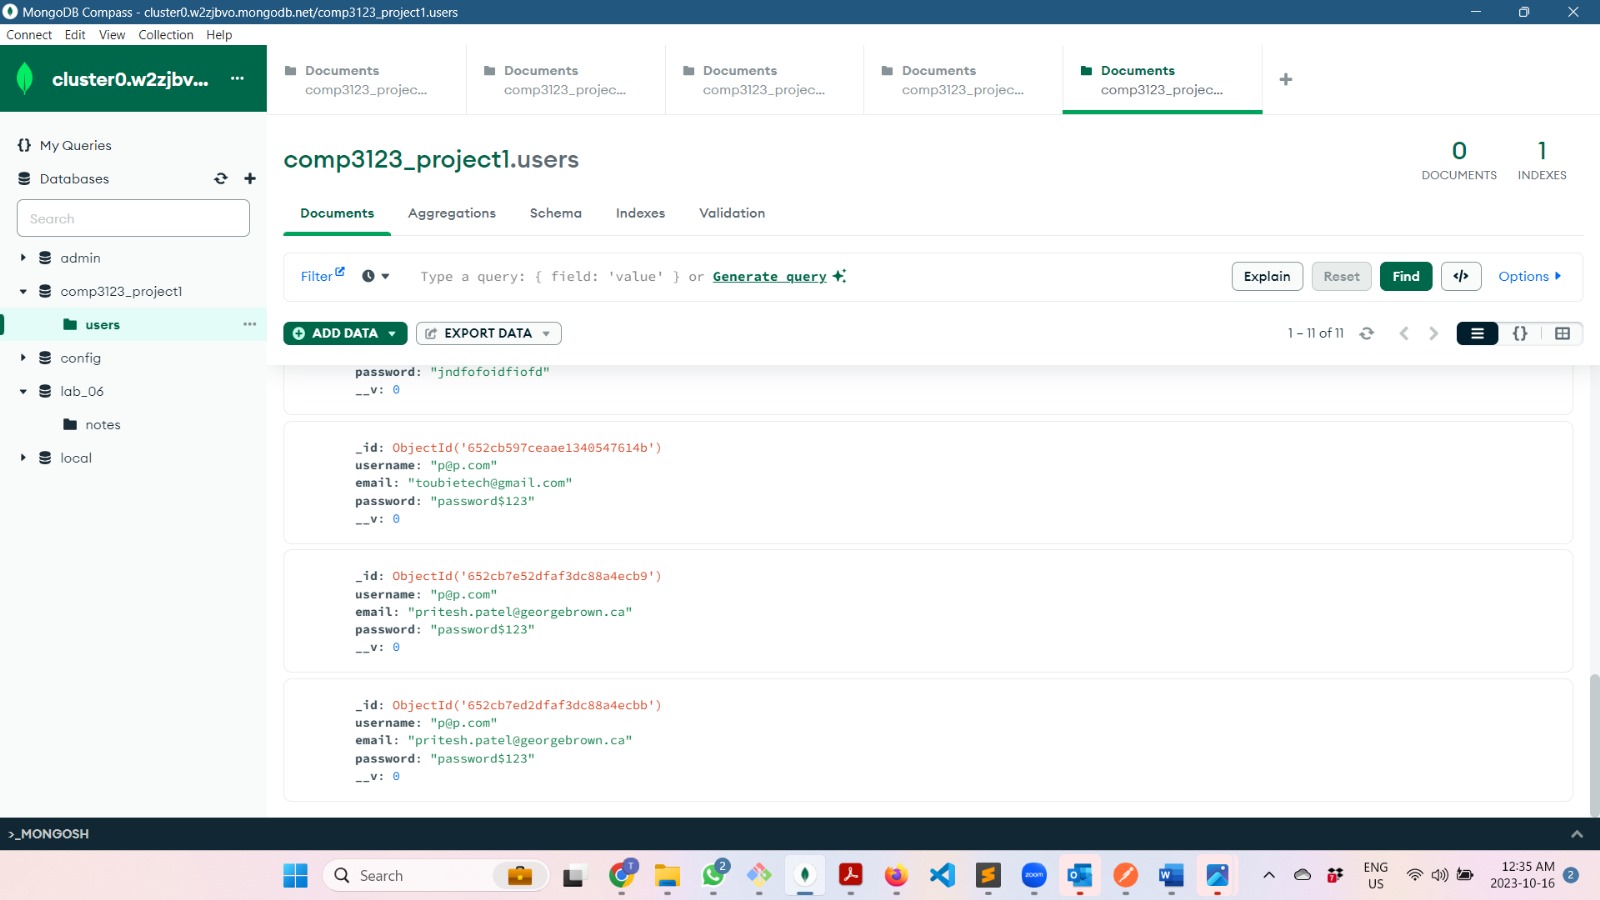 MongoDB Compass - cluster0.w2zjbvo.mongodb.net/comp3123_project1.users
Connect Edit View Collection Help
cluster0.w2zjbv... ...
Documents
comp3123_projec...
Documents
comp3123_projec...
Documents
comp3123_projec...
Documents
comp3123_projec...
Documents
comp3123_projec...
+
{} My Queries
Databases
Search
admin
comp3123_project1
users
config
lab_06
notes
local
comp3123_project1.users
0
DOCUMENTS
1
INDEXES
Documents Aggregations Schema Indexes Validation
Filter Type a query: { field: 'value' } or Generate query Explain Reset Find </> Options
ADD DATA EXPORT DATA 1 – 11 of 11 {}
password: "jndfofoidfiofd"
__v: 0
_id: ObjectId('652cb597ceaae1340547614b')
username: "p@p.com"
email: "toubietech@gmail.com"
password: "password$123"
__v: 0
_id: ObjectId('652cb7e52dfaf3dc88a4ecb9')
username: "p@p.com"
email: "pritesh.patel@georgebrown.ca"
password: "password$123"
__v: 0
_id: ObjectId('652cb7ed2dfaf3dc88a4ecbb')
username: "p@p.com"
email: "pritesh.patel@georgebrown.ca"
password: "password$123"
__v: 0
>_MONGOSH
Search
T
2
zoom
ENG
US
12:35 AM
2023-10-16
2